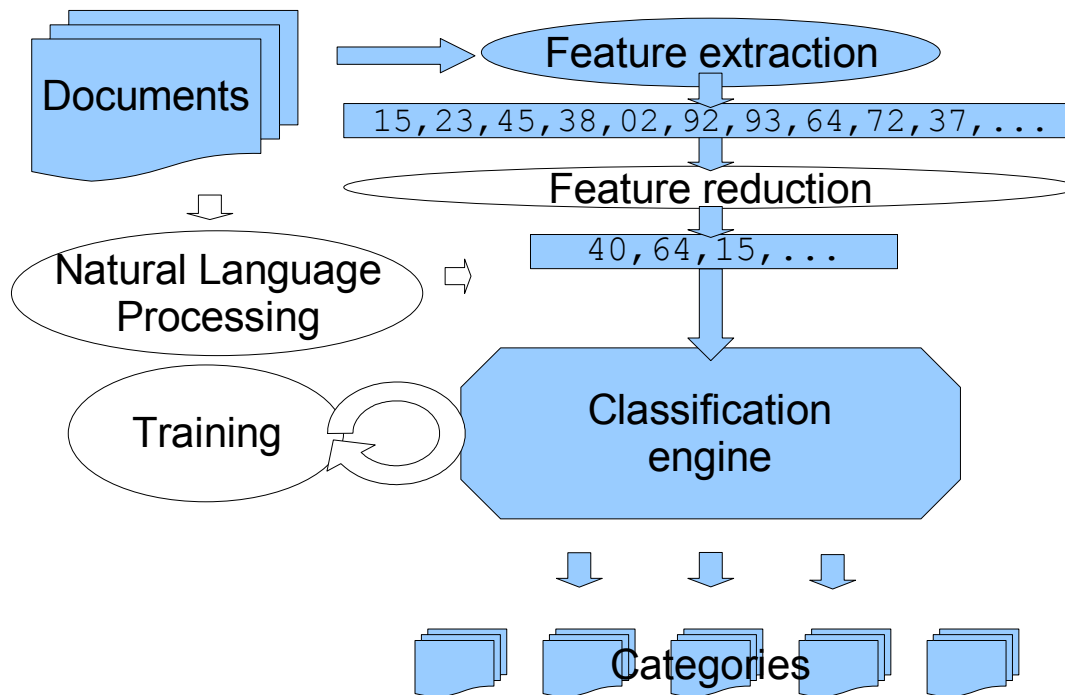 Documents
Feature extraction
15,23,45,38,02,92,93,64,72,37,...
Feature reduction
40,64,15,...
Natural Language
Processing
Training
Classification
engine
Categories